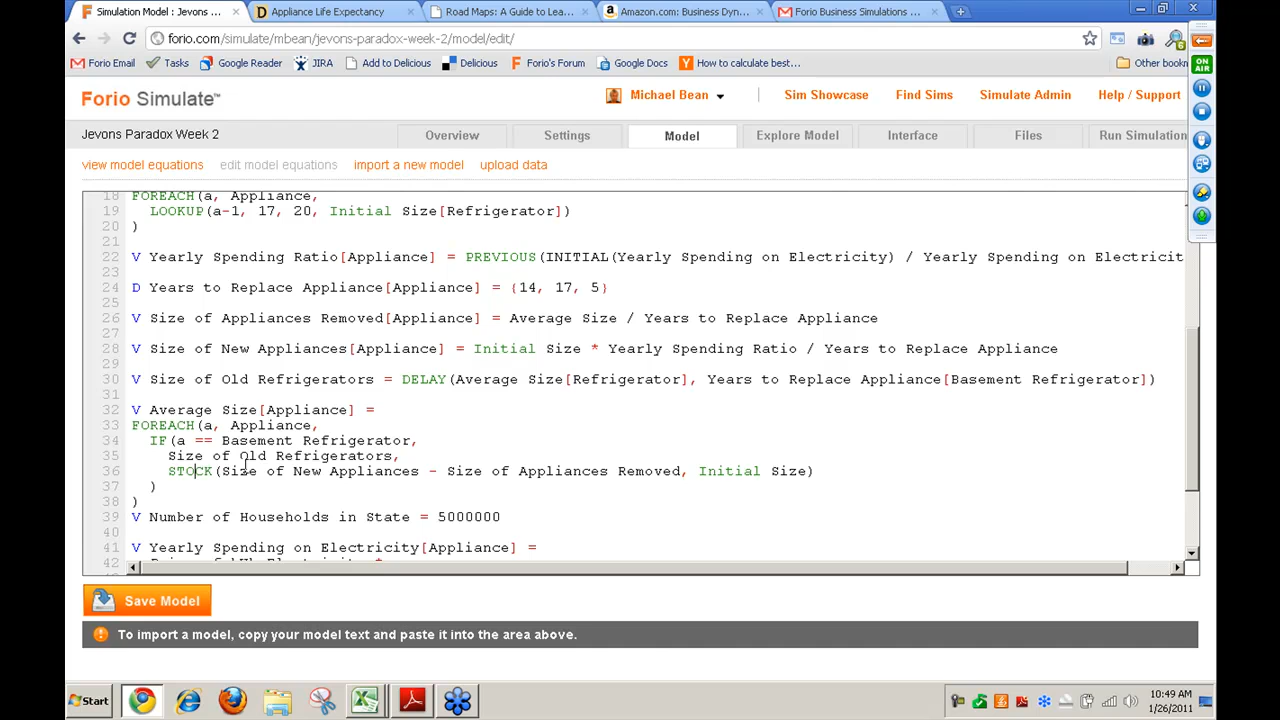 Simulation Model : Jevons ...
Appliance Life Expectancy
Road Maps: A Guide to Lea...
Amazon.com: Business Dyn...
Forio Business Simulations ...
forio.com/simulate/mbean/jevons-paradox-week-2/model/edit
Forio Email
Tasks
Google Reader
JIRA
Add to Delicious
Delicious
Forio's Forum
Google Docs
How to calculate best...
Other bookn
ON AIR
Forio Simulate™
Michael Bean
Sim Showcase
Find Sims
Simulate Admin
Help / Support
Jevons Paradox Week 2
Overview
Settings
Model
Explore Model
Interface
Files
Run Simulation
view model equations
edit model equations
import a new model
upload data
18 FOREACH(a, Appliance,
19 LOOKUP(a-1, 17, 20, Initial Size[Refrigerator])
20 )
21
22 V Yearly Spending Ratio[Appliance] = PREVIOUS(INITIAL(Yearly Spending on Electricity) / Yearly Spending on Electricit
23
24 D Years to Replace Appliance[Appliance] = {14, 17, 5}
25
26 V Size of Appliances Removed[Appliance] = Average Size / Years to Replace Appliance
27
28 V Size of New Appliances[Appliance] = Initial Size * Yearly Spending Ratio / Years to Replace Appliance
29
30 V Size of Old Refrigerators = DELAY(Average Size[Refrigerator], Years to Replace Appliance[Basement Refrigerator])
31
32 V Average Size[Appliance] =
33 FOREACH(a, Appliance,
34 IF(a == Basement Refrigerator,
35 Size of Old Refrigerators,
36 STOCK(Size of New Appliances - Size of Appliances Removed, Initial Size)
37 )
38 )
39 V Number of Households in State = 5000000
40
41 V Yearly Spending on Electricity[Appliance] =
42
Save Model
To import a model, copy your model text and paste it into the area above.
Start
10:49 AM
1/26/2011